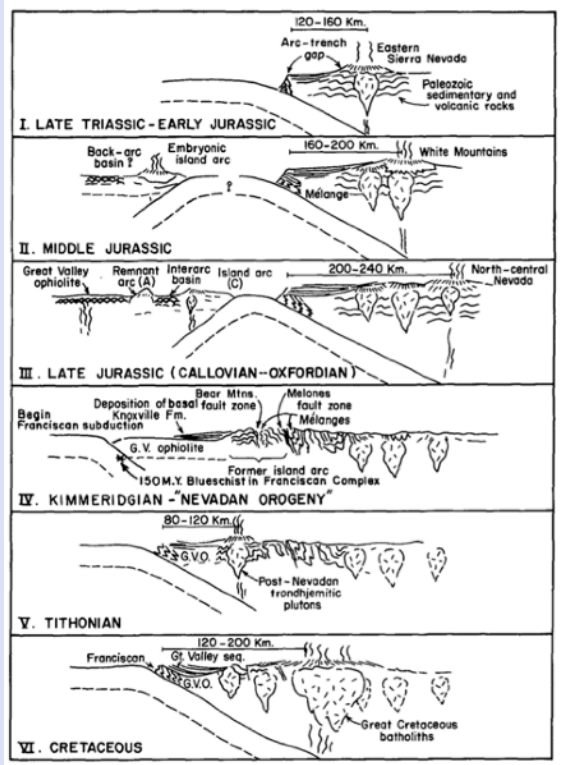 120-160 Km.
Arc-trench
gap
Eastern
Sierra Nevada
Paleozoic
sedimentary and
volcanic rocks
I. LATE TRIASSIC-EARLY JURASSIC
160-200 Km.
Back-arc
basin ?
Embryonic
island arc
White Mountains
?
Mélange
II. MIDDLE JURASSIC
200-240 Km.
Great Valley
ophiolite
Remnant
arc (A)
Interarc
basin
Island arc
(C)
North-central
Nevada
III. LATE JURASSIC (CALLOVIAN-OXFORDIAN)
Begin
Franciscan subduction
Deposition of basal
Knoxville Fm.
Bear Mtns.
fault zone
Melones
fault zone
Mélanges
G.V. ophiolite
Former island arc
150 M.Y. Blueschist in Franciscan Complex
IV. KIMMERIDGIAN-"NEVADAN OROGENY"
80-120 Km.
G.V.O.
Post-Nevadan
trondhjemitic
plutons
V. TITHONIAN
120-200 Km.
Franciscan
Gt. Valley seq.
G.V.O.
Great Cretaceous
batholiths
VI. CRETACEOUS